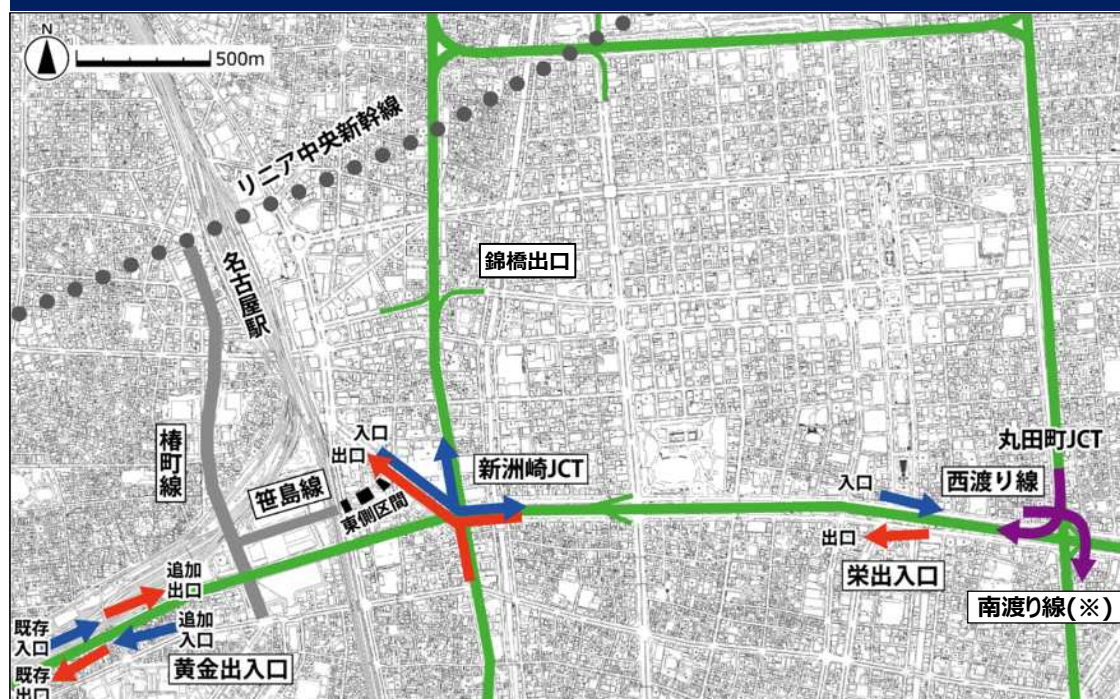 N
500m
リニア中央新幹線
名古屋駅
錦橋出口
椿町線
笹島線
東側区間
入口
出口
新洲崎JCT
丸田町JCT
西渡り線
入口
出口
栄出入口
南渡り線(※)
追加
出口
既存
入口
追加
入口
既存
出口
黄金出入口